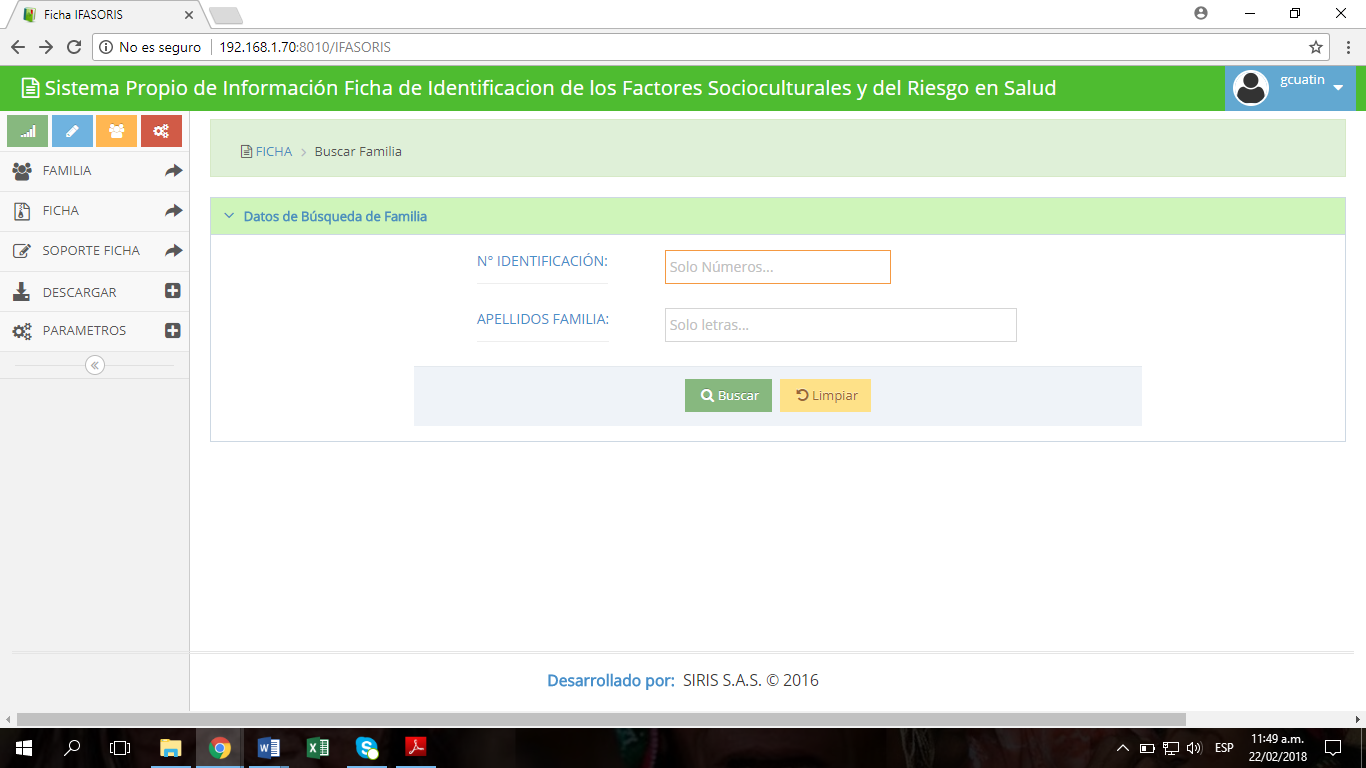 Ficha IFASORIS
No es seguro
192.168.1.70:8010/IFASORIS
Sistema Propio de Información Ficha de Identificacion de los Factores Socioculturales y del Riesgo en Salud
gcuatin
FAMILIA
FICHA
SOPORTE FICHA
DESCARGAR
PARAMETROS
FICHA > Buscar Familia
Datos de Búsqueda de Familia
N° IDENTIFICACIÓN:
Solo Números...
APELLIDOS FAMILIA:
Solo letras...
Buscar
Limpiar
Desarrollado por: SIRIS S.A.S. © 2016
ESP
11:49 a.m.
22/02/2018